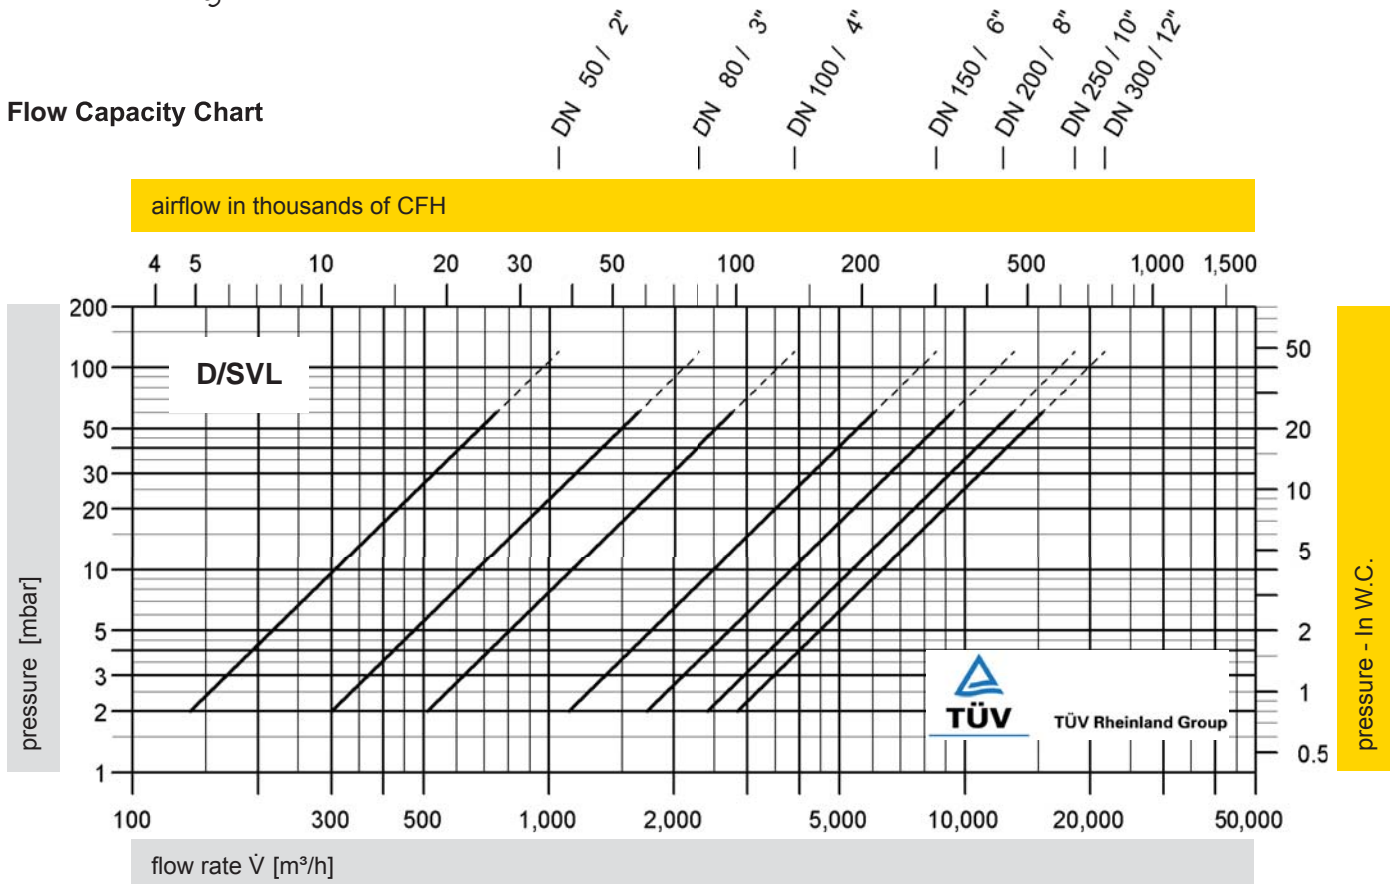 DN 50 / 2"
DN 80 / 3"
DN 100 / 4"
DN 150 / 6"
DN 200 / 8"
DN 250 / 10"
DN 300 / 12"
Flow Capacity Chart
airflow in thousands of CFH
4 5 10 20 30 50 100 200 500 1,000 1,500
200
100
50
30
20
10
5
3
2
1
pressure [mbar]
D/SVL
50
20
10
5
2
1
0.5
pressure - In W.C.
TÜV
TÜV Rheinland Group
100 300 500 1,000 2,000 5,000 10,000 20,000 50,000
flow rate V̇ [m³/h]